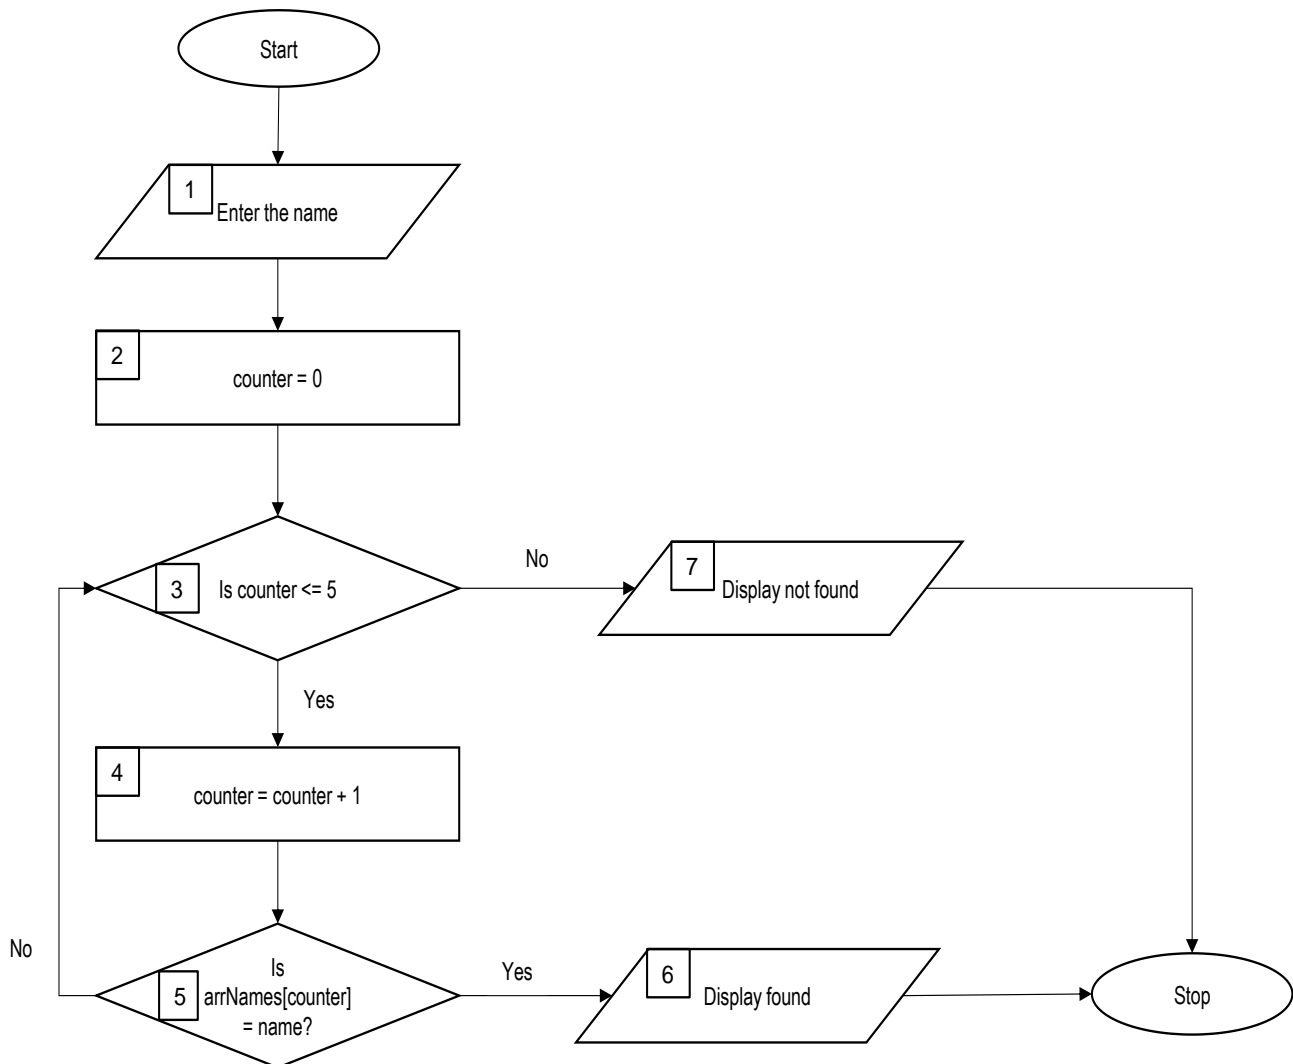 Start
1
Enter the name
2
counter = 0
3
Is counter <= 5
No
7
Display not found
Yes
4
counter = counter + 1
No
5
Is
arrNames[counter]
= name?
Yes
6
Display found
Stop